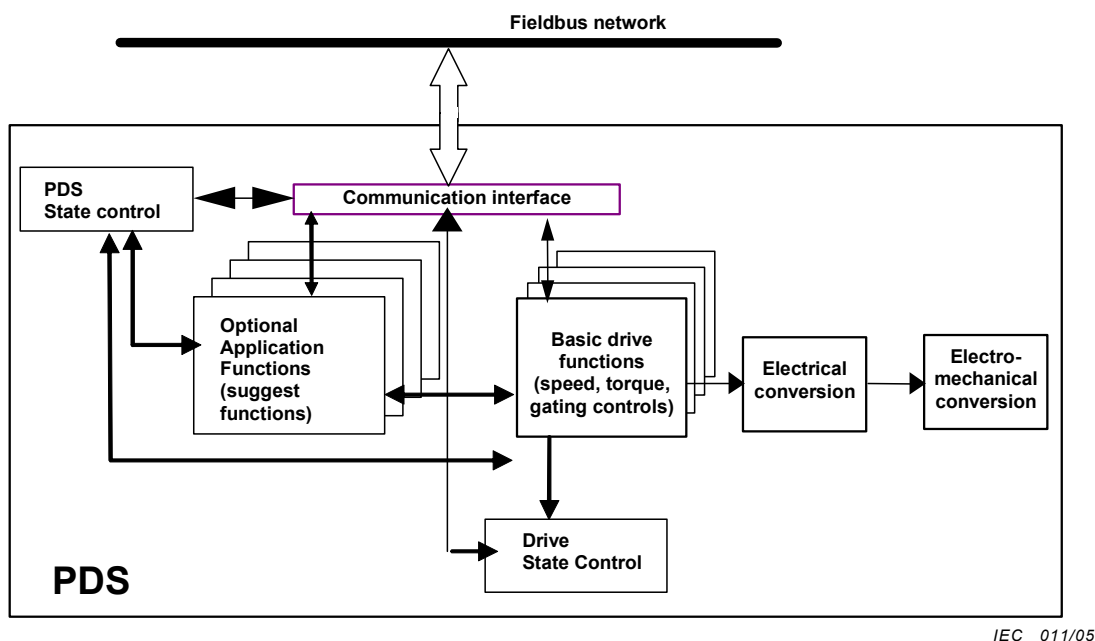 Fieldbus network
PDS
State control
Communication interface
Optional
Application
Functions
(suggest
functions)
Basic drive
functions
(speed, torque,
gating controls)
Electrical
conversion
Electro-
mechanical
conversion
Drive
State Control
PDS
IEC 011/05